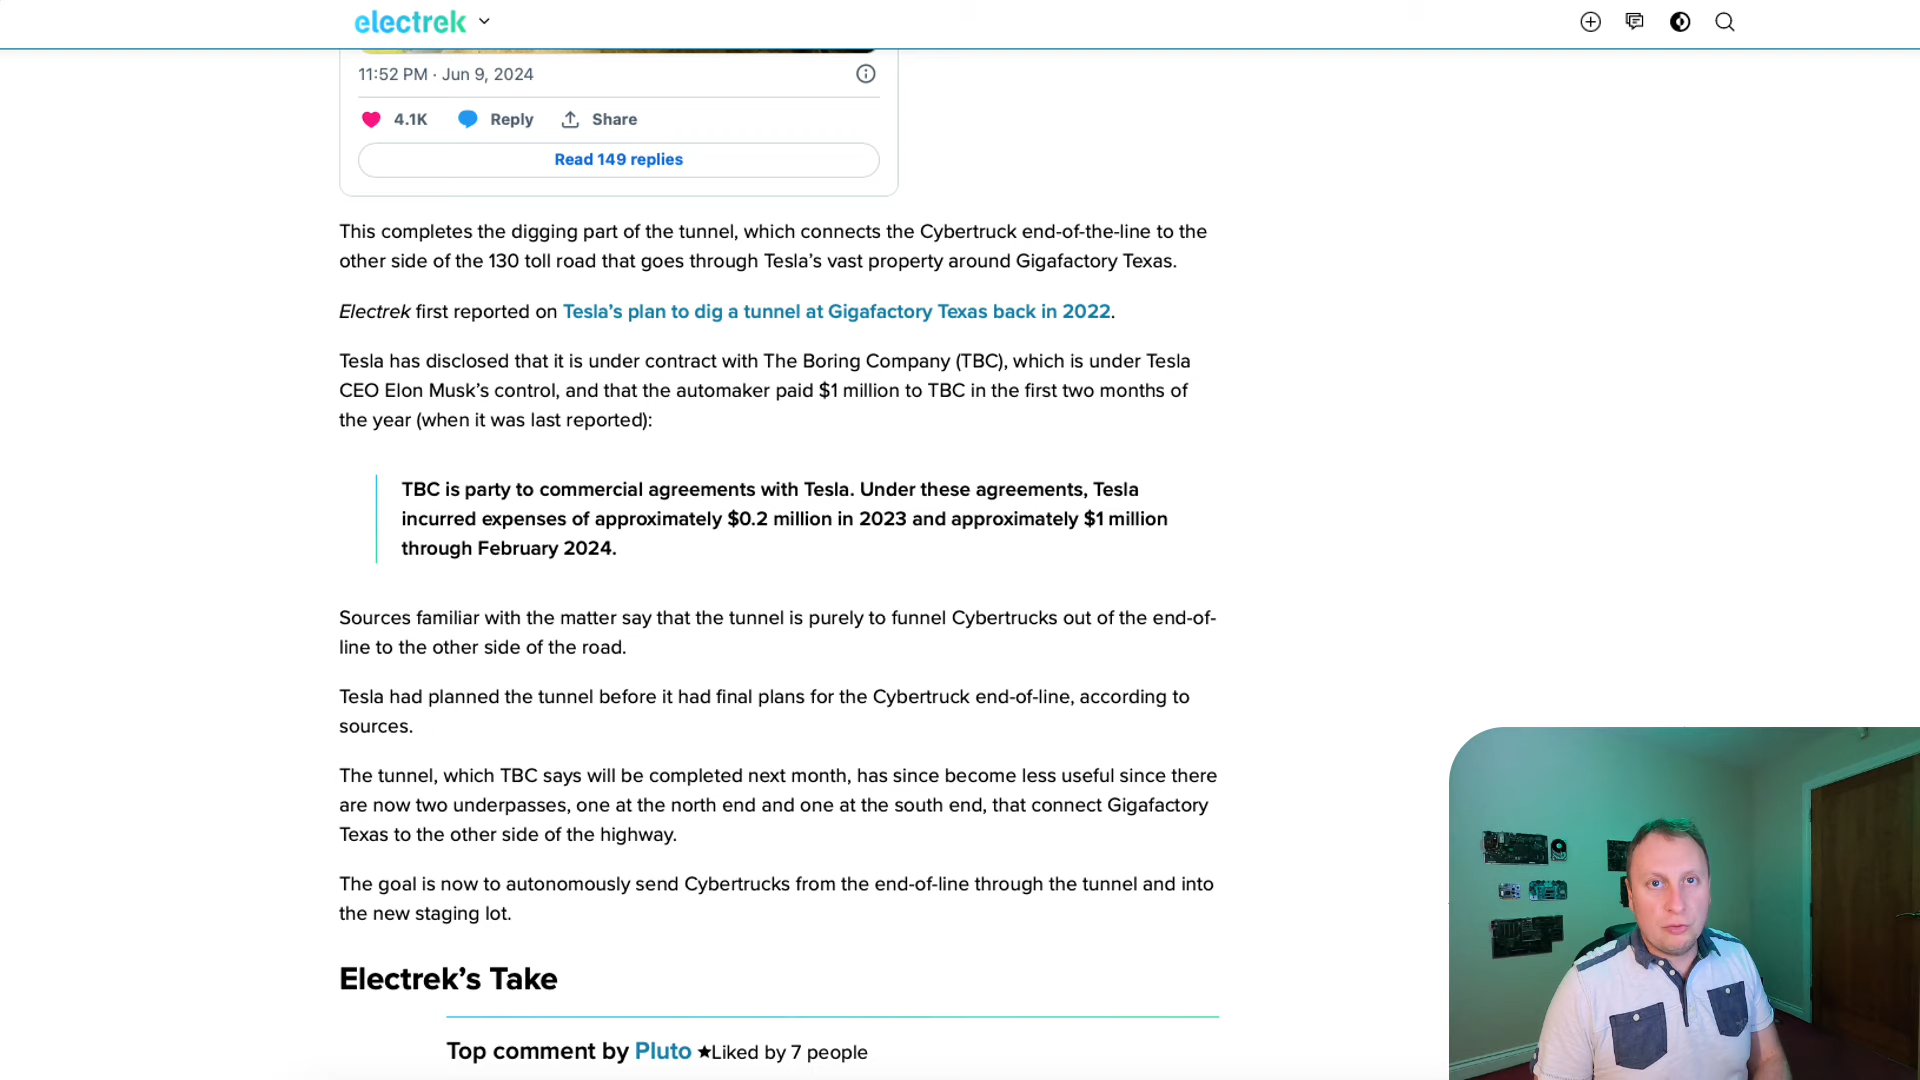 electrek
11:52 PM · Jun 9, 2024
4.1K Reply Share
Read 149 replies
This completes the digging part of the tunnel, which connects the Cybertruck end-of-the-line to the
other side of the 130 toll road that goes through Tesla’s vast property around Gigafactory Texas.
Electrek first reported on Tesla’s plan to dig a tunnel at Gigafactory Texas back in 2022.
Tesla has disclosed that it is under contract with The Boring Company (TBC), which is under Tesla
CEO Elon Musk’s control, and that the automaker paid $1 million to TBC in the first two months of
the year (when it was last reported):
TBC is party to commercial agreements with Tesla. Under these agreements, Tesla
incurred expenses of approximately $0.2 million in 2023 and approximately $1 million
through February 2024.
Sources familiar with the matter say that the tunnel is purely to funnel Cybertrucks out of the end-of-
line to the other side of the road.
Tesla had planned the tunnel before it had final plans for the Cybertruck end-of-line, according to
sources.
The tunnel, which TBC says will be completed next month, has since become less useful since there
are now two underpasses, one at the north end and one at the south end, that connect Gigafactory
Texas to the other side of the highway.
The goal is now to autonomously send Cybertrucks from the end-of-line through the tunnel and into
the new staging lot.
Electrek’s Take
Top comment by Pluto ★Liked by 7 people